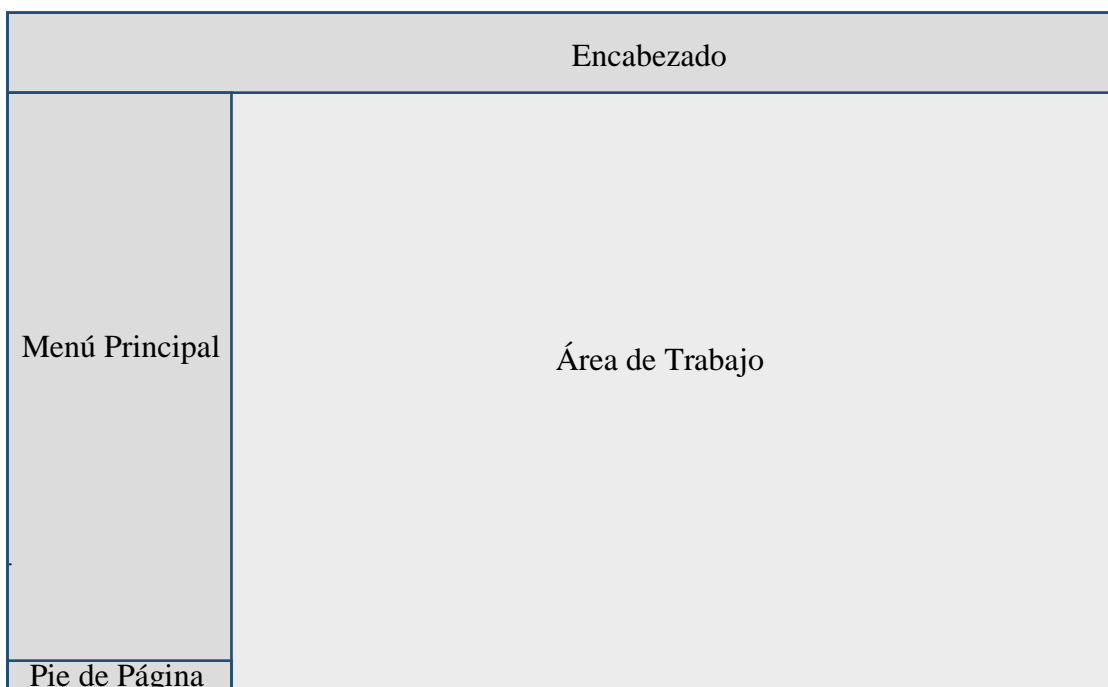 Encabezado
Menú Principal
Área de Trabajo
Pie de Página